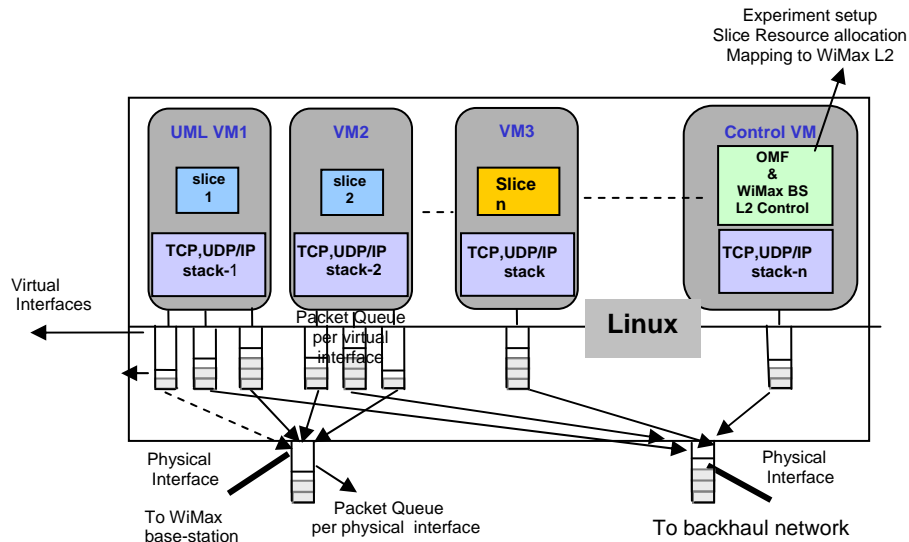 Experiment setup
Slice Resource allocation
Mapping to WiMax L2
UML VM1
VM2
VM3
Control VM
slice
1
slice
2
Slice
n
OMF
&
WiMax BS
L2 Control
TCP,UDP/IP
stack-1
TCP,UDP/IP
stack-2
TCP,UDP/IP
stack
TCP,UDP/IP
stack-n
Virtual
Interfaces
Packet Queue
per virtual
interface
Linux
Physical
Interface
Physical
Interface
To WiMax
base-station
Packet Queue
per physical interface
To backhaul network